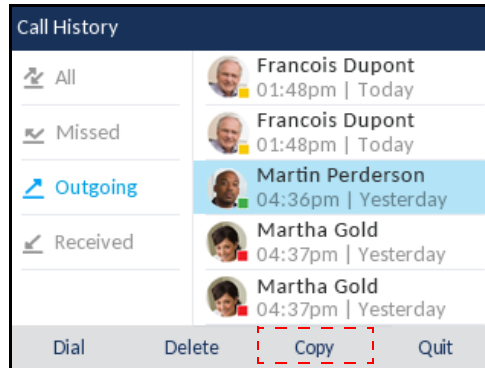 Call History
All
Missed
Outgoing
Received
Francois Dupont
01:48pm | Today
Francois Dupont
01:48pm | Today
Martin Perderson
04:36pm | Yesterday
Martha Gold
04:37pm | Yesterday
Martha Gold
04:37pm | Yesterday
Dial Delete Copy Quit